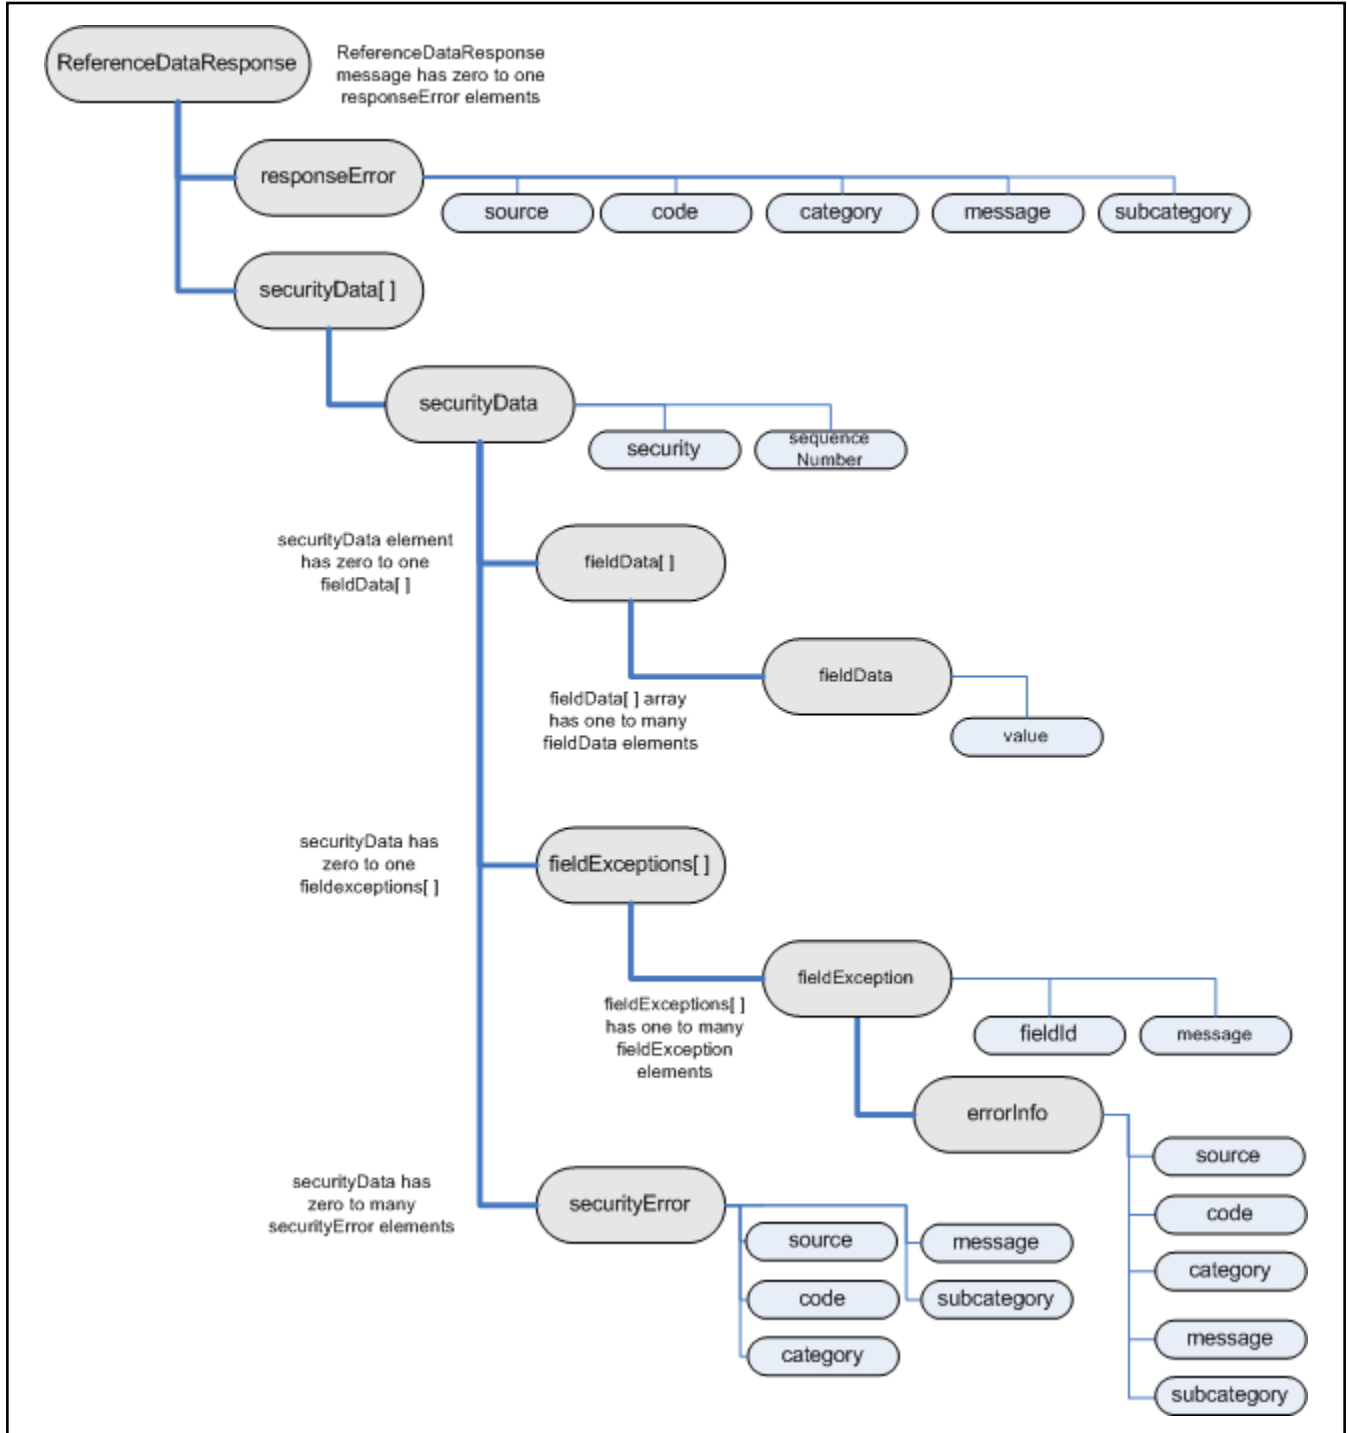 ReferenceDataResponse
ReferenceDataResponse
message has zero to one
responseError elements
responseError
source
code
category
message
subcategory
securityData[ ]
securityData
security
sequence
Number
securityData element
has zero to one
fieldData[ ]
fieldData[ ]
fieldData
fieldData[ ] array
has one to many
fieldData elements
value
securityData has
zero to one
fieldexceptions[ ]
fieldExceptions[ ]
fieldException
fieldExceptions[ ]
has one to many
fieldException
elements
fieldId
message
errorInfo
source
code
category
message
subcategory
securityData has
zero to many
securityError elements
securityError
source
message
code
subcategory
category